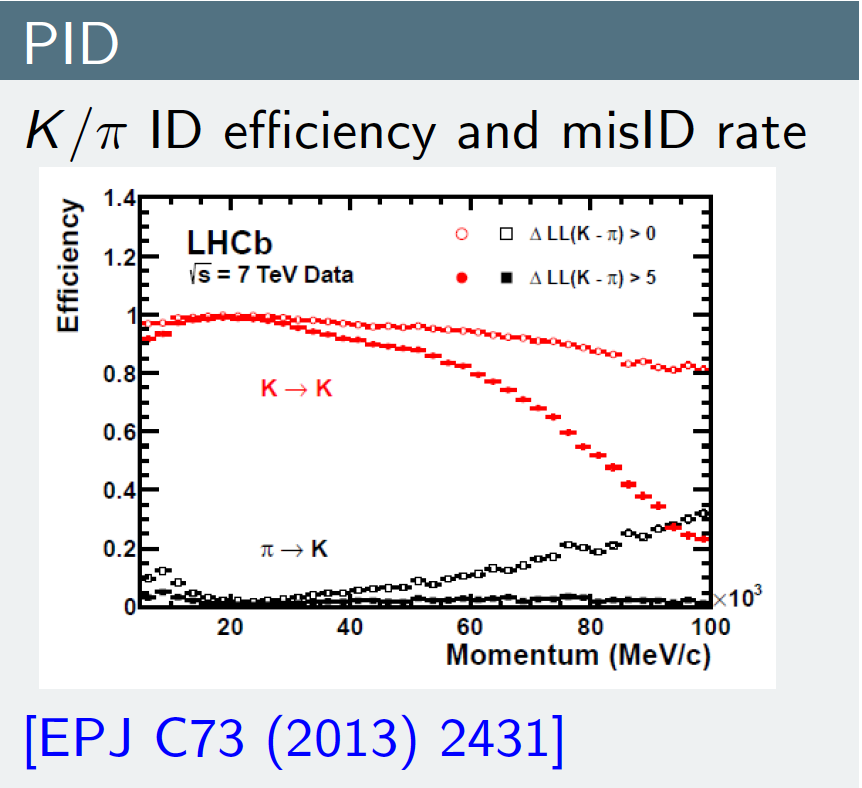 PID
K/π ID efficiency and misID rate
Efficiency
1.4
1.2
1
0.8
0.6
0.4
0.2
0
LHCb
√s = 7 TeV Data
Δ LL(K - π) > 0
Δ LL(K - π) > 5
K → K
π → K
20 40 60 80 100
×10³
Momentum (MeV/c)
[EPJ C73 (2013) 2431]